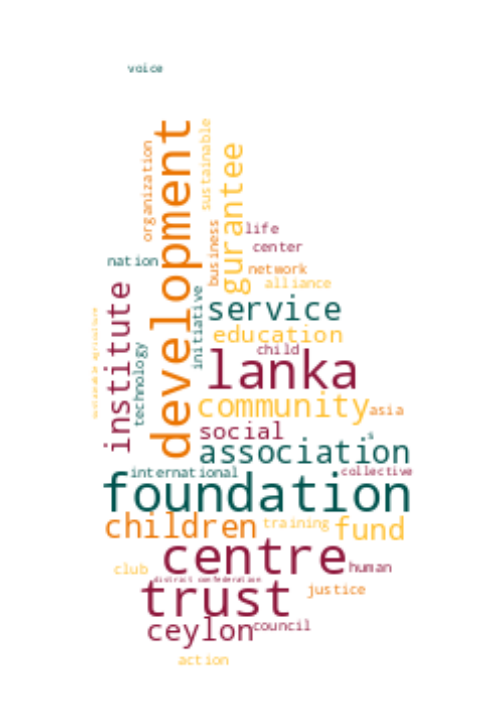 voice
development
organization
sustainable
gurantee
business
life
center
nation
network
alliance
initiative
institute
service
sustainable agriculture
technology
education
child
lanka
community
asia
social
s
association
international
collective
foundation
children
training
fund
centre
club
human
district confederation
trust
justice
ceylon
council
action